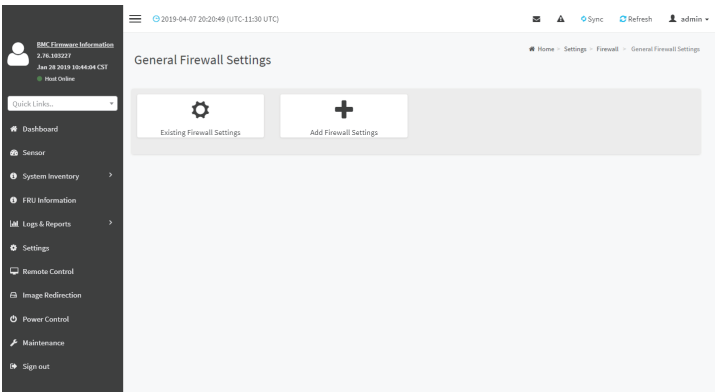 2019-04-07 20:20:49 (UTC-11:30 UTC)
Sync
Refresh
admin
BMC Firmware Information
2.76.103227
Jan 28 2019 10:44:04 CST
Host Online
Quick Links..
Dashboard
Sensor
System Inventory
FRU Information
Logs & Reports
Settings
Remote Control
Image Redirection
Power Control
Maintenance
Sign out
General Firewall Settings
Home > Settings > Firewall > General Firewall Settings
Existing Firewall Settings
Add Firewall Settings